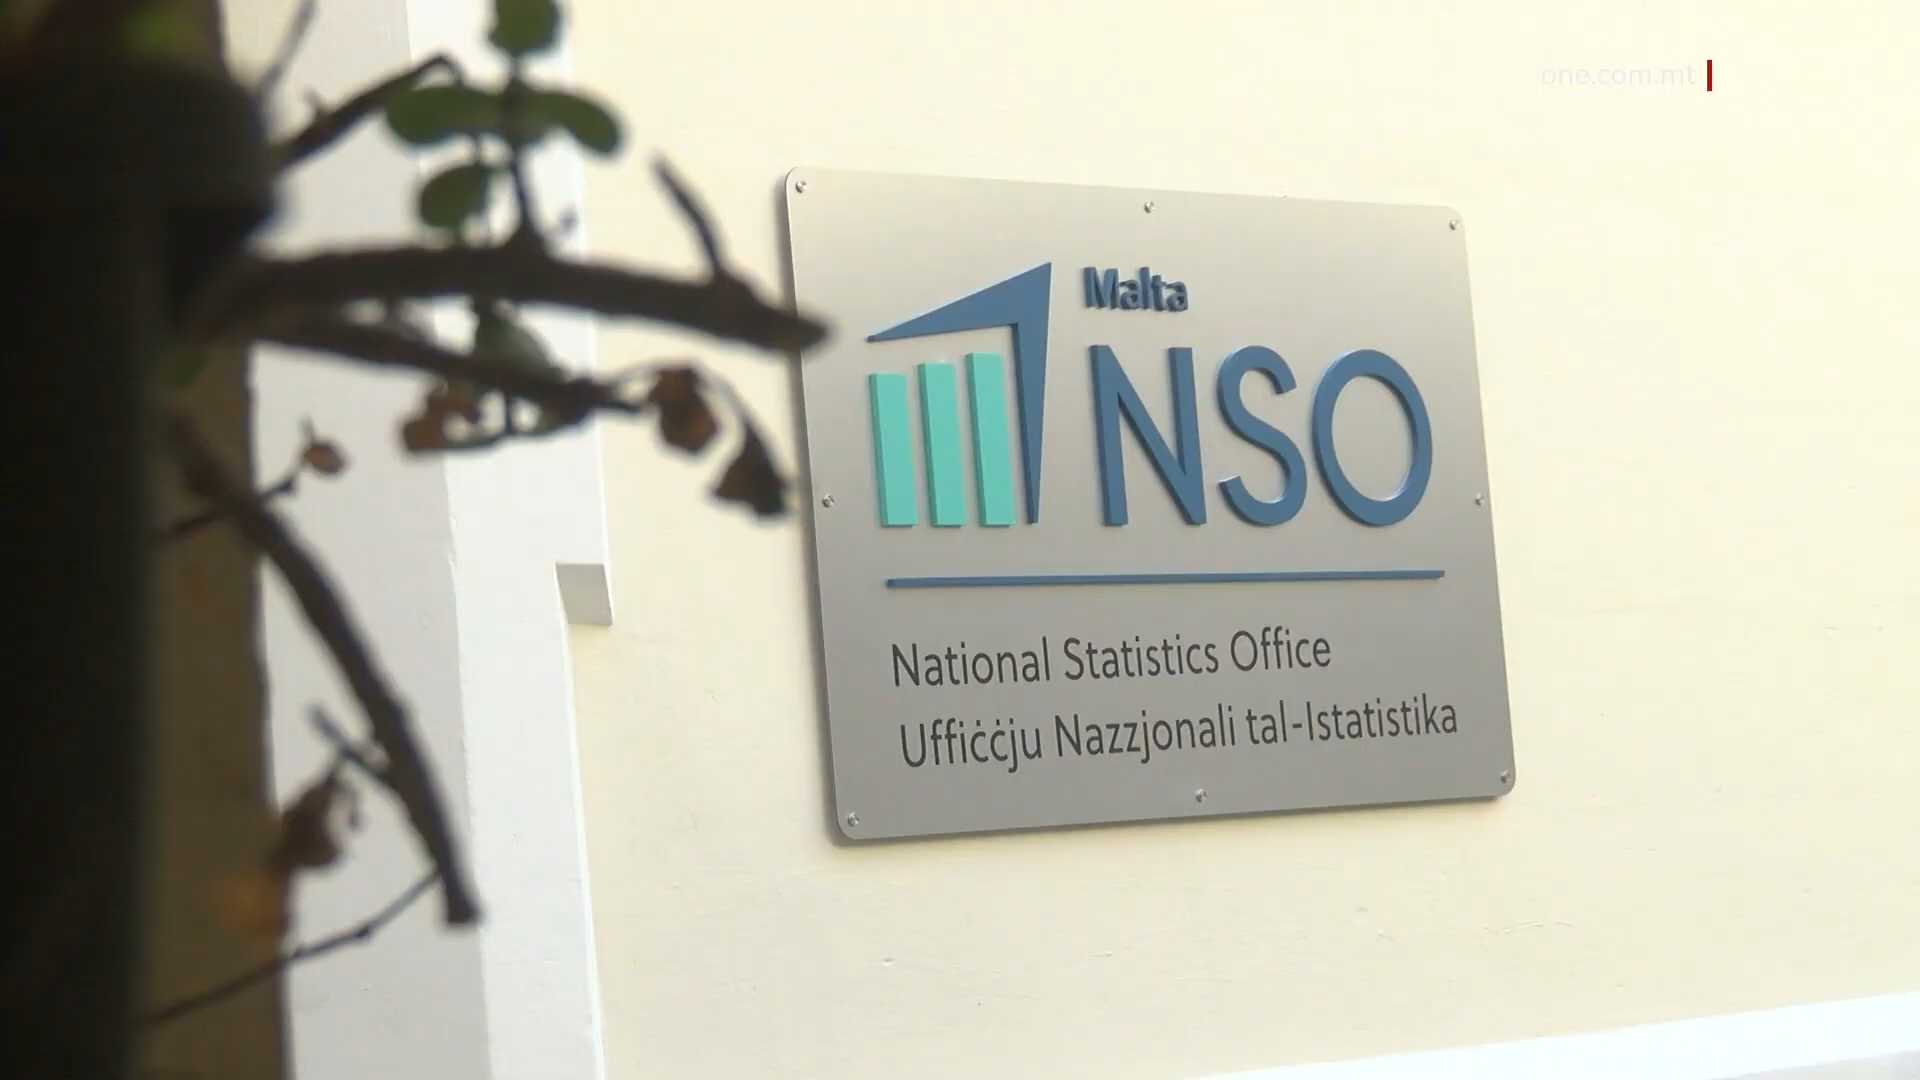 one.com.mt
Malta
NSO
National Statistics Office
Uffiċċju Nazzjonali tal-Istatistika